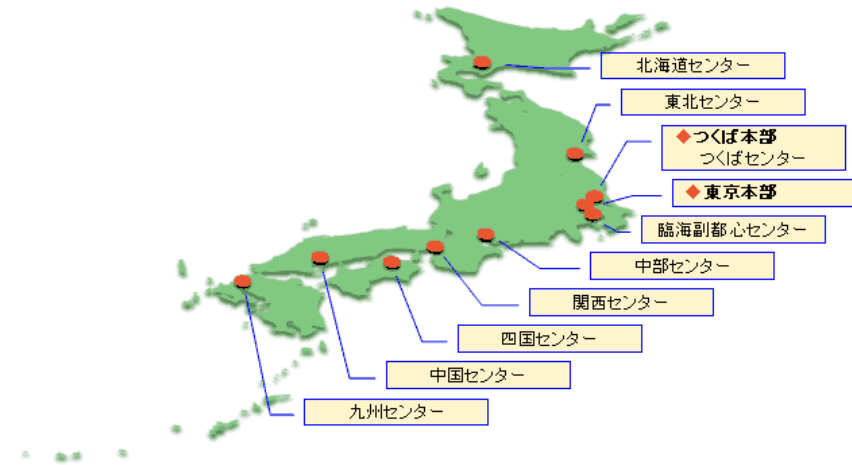 北海道センター
東北センター
◆つくば本部
つくばセンター
◆東京本部
臨海副都心センター
中部センター
関西センター
四国センター
中国センター
九州センター